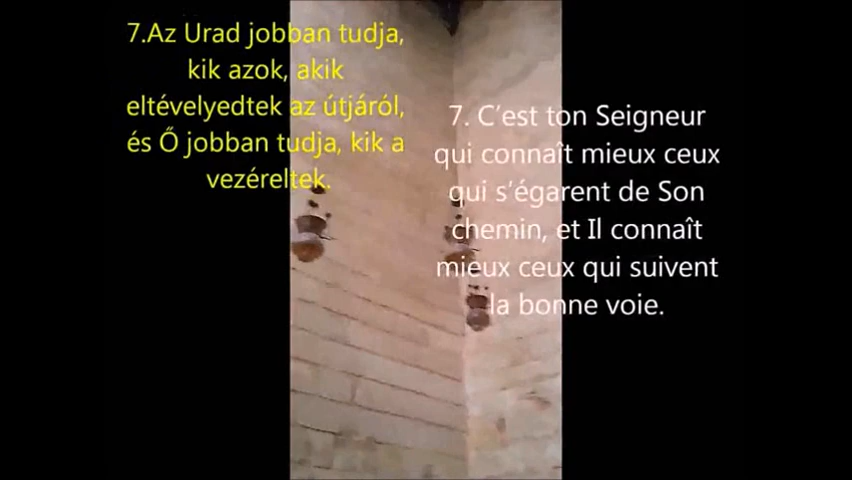 7.Az Urad jobban tudja,
kik azok, akik
eltévelyedtek az útjáról,
és Ő jobban tudja, kik a
vezéreltek.
7. C’est ton Seigneur
qui connaît mieux ceux
qui s’égarent de Son
chemin, et Il connaît
mieux ceux qui suivent
la bonne voie.